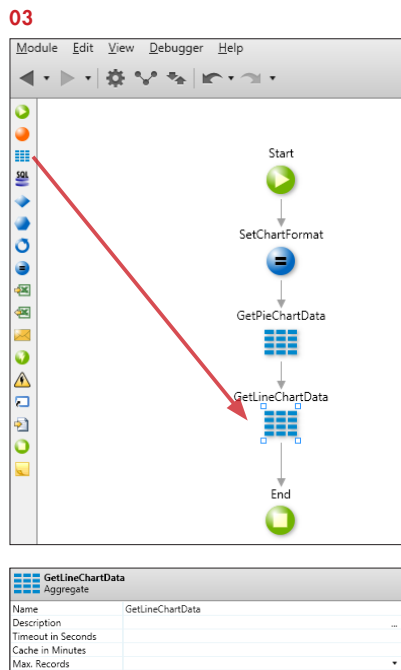 03
Module Edit View Debugger Help
SQL
Start
SetChartFormat
GetPieChartData
GetLineChartData
End
GetLineChartData
Aggregate
Name GetLineChartData
Description ...
Timeout in Seconds
Cache in Minutes
Max. Records